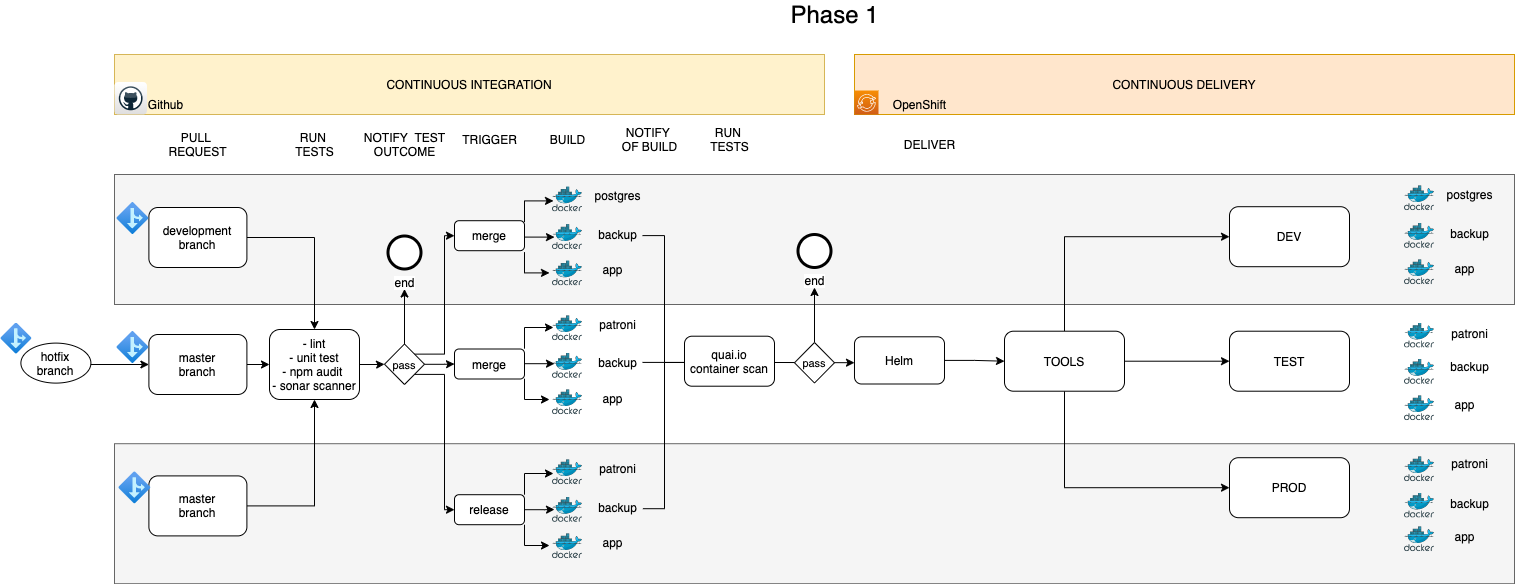 Phase 1
CONTINUOUS INTEGRATION
Github
CONTINUOUS DELIVERY
OpenShift
PULL
REQUEST
RUN
TESTS
NOTIFY TEST
OUTCOME
TRIGGER
BUILD
NOTIFY
OF BUILD
RUN
TESTS
DELIVER
development
branch
end
merge
docker
postgres
docker
backup
docker
app
end
DEV
docker
postgres
docker
backup
docker
app
hotfix
branch
master
branch
- lint
- unit test
- npm audit
- sonar scanner
pass
merge
docker
patroni
docker
backup
docker
app
quai.io
container scan
pass
Helm
TOOLS
TEST
docker
patroni
docker
backup
docker
app
master
branch
release
docker
patroni
docker
backup
docker
app
PROD
docker
patroni
docker
backup
docker
app